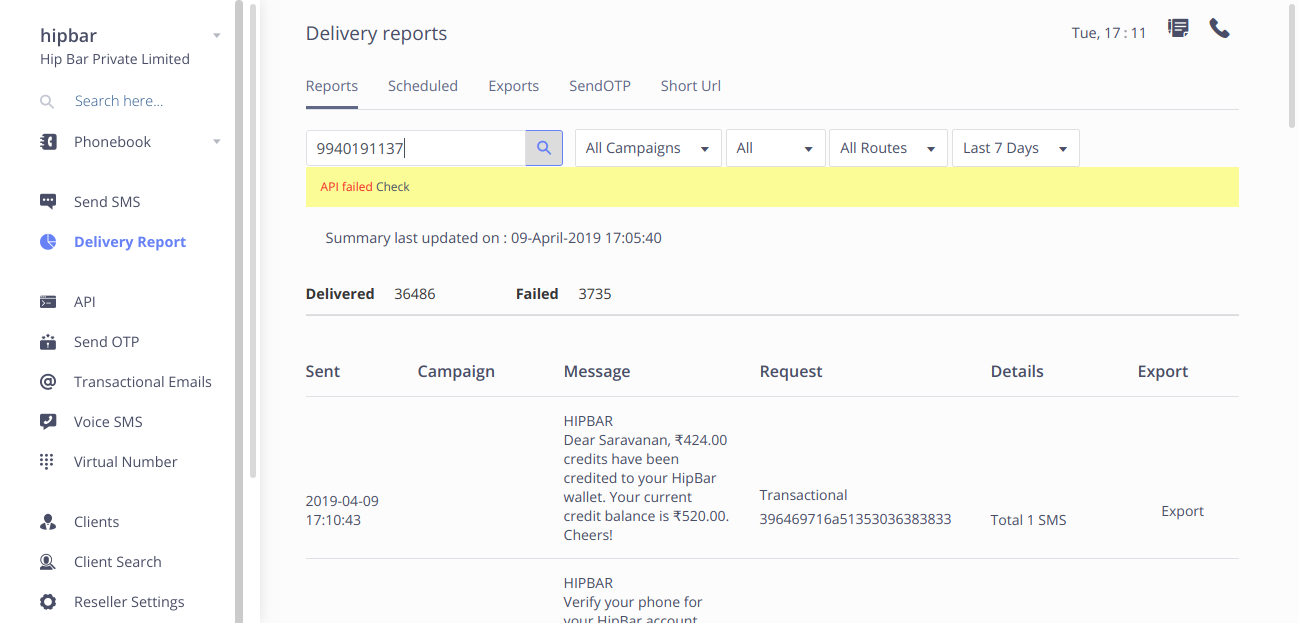 hipbar
Hip Bar Private Limited
Search here...
Phonebook
Send SMS
Delivery Report
API
Send OTP
Transactional Emails
Voice SMS
Virtual Number
Clients
Client Search
Reseller Settings
Delivery reports
Tue, 17 : 11
Reports Scheduled Exports SendOTP Short Url
9940191137 All Campaigns All All Routes Last 7 Days
API failed Check
Summary last updated on : 09-April-2019 17:05:40
Delivered 36486 Failed 3735
Sent Campaign Message Request Details Export
2019-04-09
17:10:43
HIPBAR
Dear Saravanan, ₹424.00
credits have been
credited to your HipBar
wallet. Your current
credit balance is ₹520.00.
Cheers!
Transactional
396469716a51353036383833
Total 1 SMS
Export
HIPBAR
Verify your phone for
your HipBar account